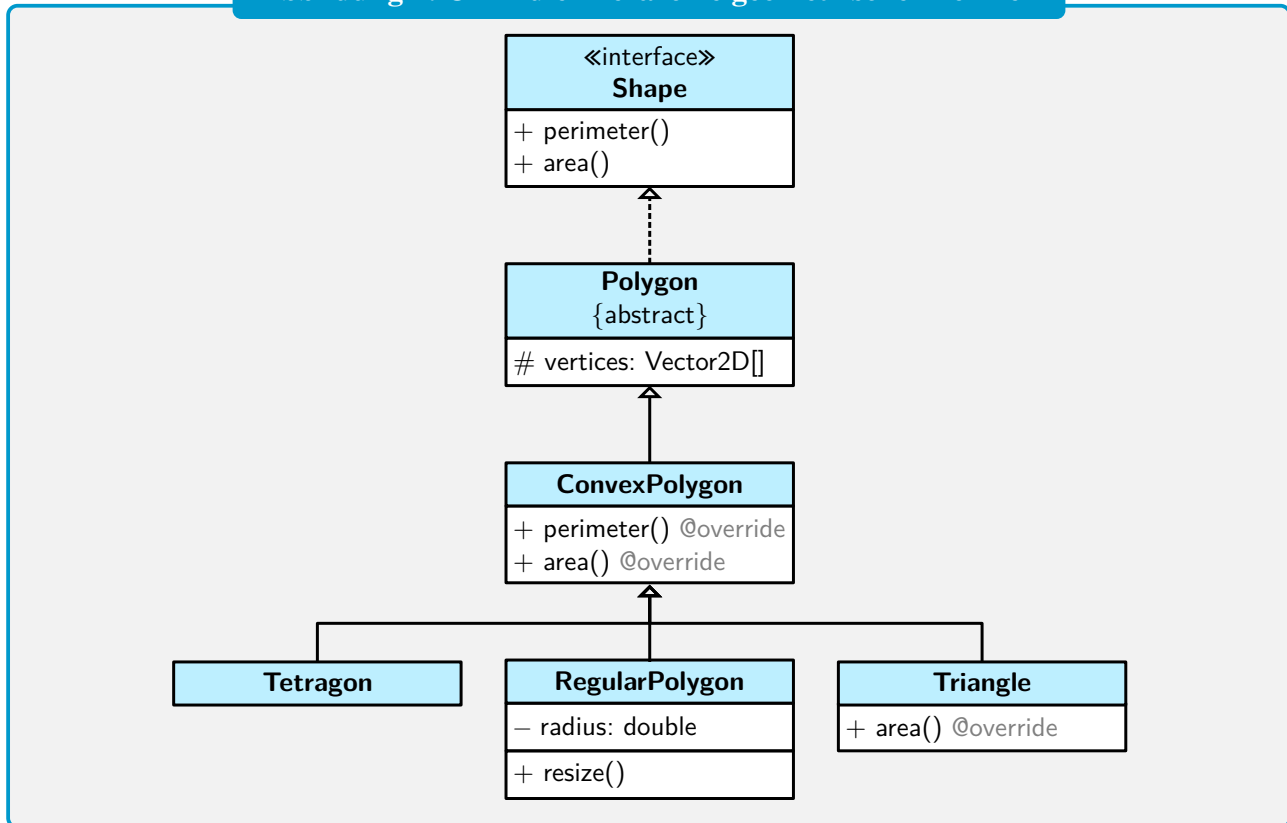 ≪interface≫
Shape
+ perimeter()
+ area()
Polygon
{abstract}
# vertices: Vector2D[]
ConvexPolygon
+ perimeter() @override
+ area() @override
Tetragon
RegularPolygon
− radius: double
+ resize()
Triangle
+ area() @override